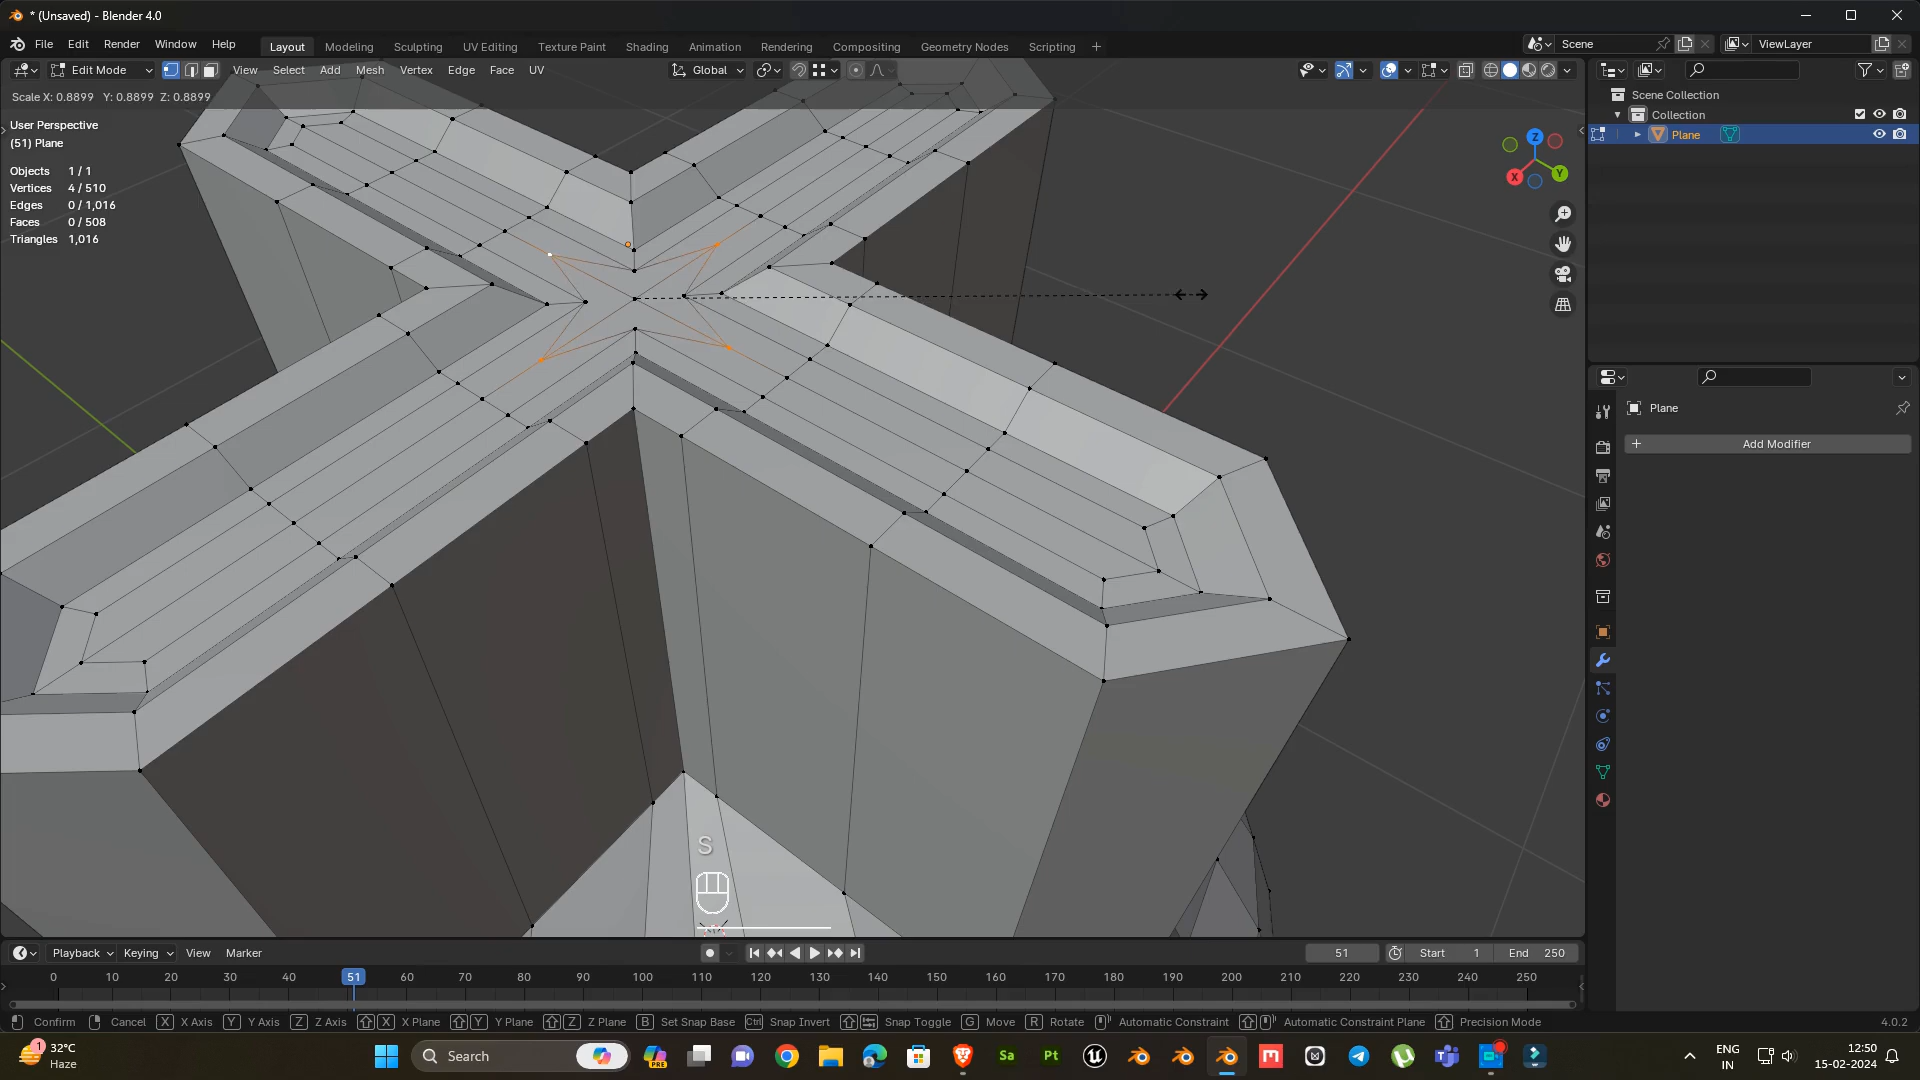 * (Unsaved) - Blender 4.0
File Edit Render Window Help
Layout Modeling Sculpting UV Editing Texture Paint Shading Animation Rendering Compositing Geometry Nodes Scripting +
Scene
ViewLayer
Edit Mode View Select Add Mesh Vertex Edge Face UV
Global
Scale X: 0.8899 Y: 0.8899 Z: 0.8899
User Perspective
(51) Plane
Objects 1 / 1
Vertices 4 / 510
Edges 0 / 1,016
Faces 0 / 508
Triangles 1,016
Z
X
Y
Scene Collection
Collection
Plane
Plane
+ Add Modifier
S
Playback Keying View Marker
51
Start 1
End 250
0 10 20 30 40 51 60 70 80 90 100 110 120 130 140 150 160 170 180 190 200 210 220 230 240 250
Confirm Cancel X X Axis Y Y Axis Z Z Axis X X Plane Y Y Plane Z Z Plane B Set Snap Base Ctrl Snap Invert Snap Toggle G Move R Rotate Automatic Constraint Automatic Constraint Plane Precision Mode
4.0.2
1
32°C
Haze
Search
PRE
Sa
Pt
ENG
IN
12:50
15-02-2024